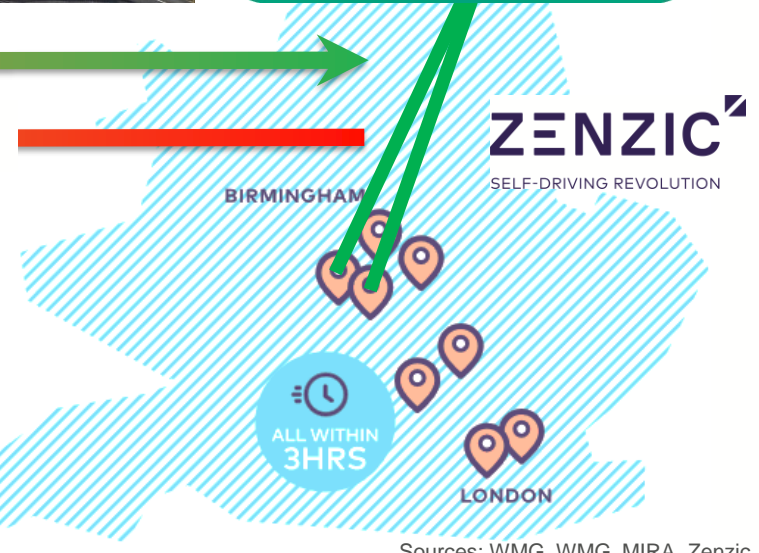 ZENZIC
SELF-DRIVING REVOLUTION
BIRMINGHAM
ALL WITHIN
3HRS
LONDON
Sources: WMG, WMG, MIRA, Zenzic